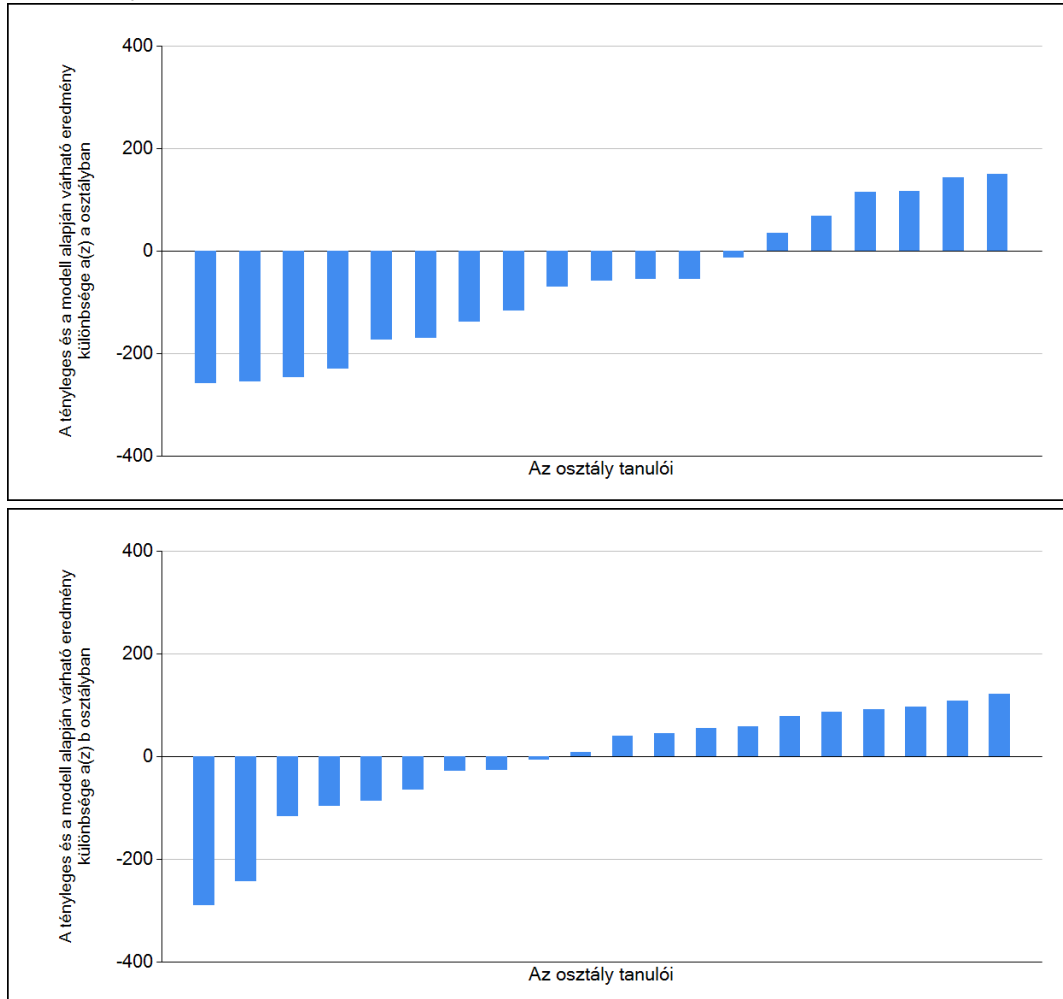 A tényleges és a modell alapján várható eredmény
különbsége a(z) a osztályban
400
200
0
-200
-400
Az osztály tanulói
A tényleges és a modell alapján várható eredmény
különbsége a(z) b osztályban
400
200
0
-200
-400
Az osztály tanulói